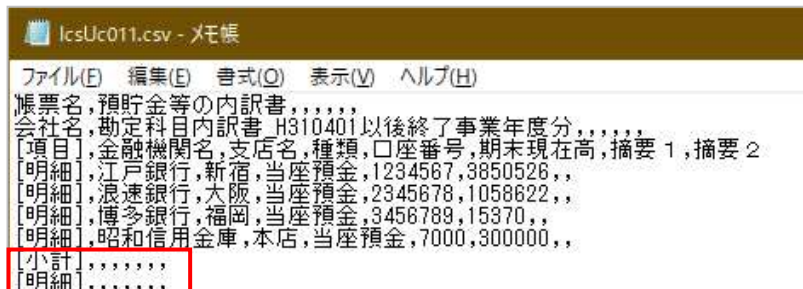 IcsUc011.csv - メモ帳
ファイル(F) 編集(E) 書式(O) 表示(V) ヘルプ(H)
帳票名,預貯金等の内訳書,,,,,,
会社名,勘定科目内訳書_H310401以後終了事業年度分,,,,,,
[項目],金融機関名,支店名,種類,口座番号,期末現在高,摘要１,摘要２
[明細],江戸銀行,新宿,当座預金,1234567,3850526,,
[明細],浪速銀行,大阪,当座預金,2345678,1058622,,
[明細],博多銀行,福岡,当座預金,3456789,15370,,
[明細],昭和信用金庫,本店,当座預金,7000,300000,,
[小計],,,,,,,
[明細],,,,,,,